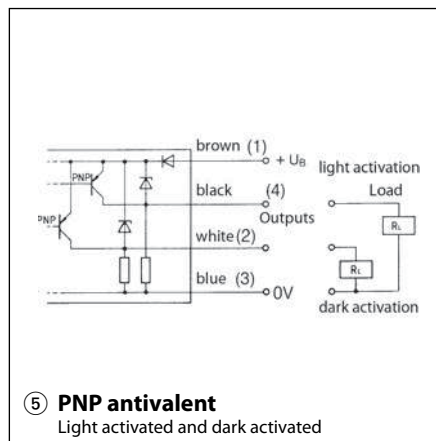 brown (1)
+ UB
light activation
PNP
black (4)
Load
Outputs
RL
PNP
white (2)
RL
blue (3)
0V
dark activation
⑤ PNP antivalent
Light activated and dark activated